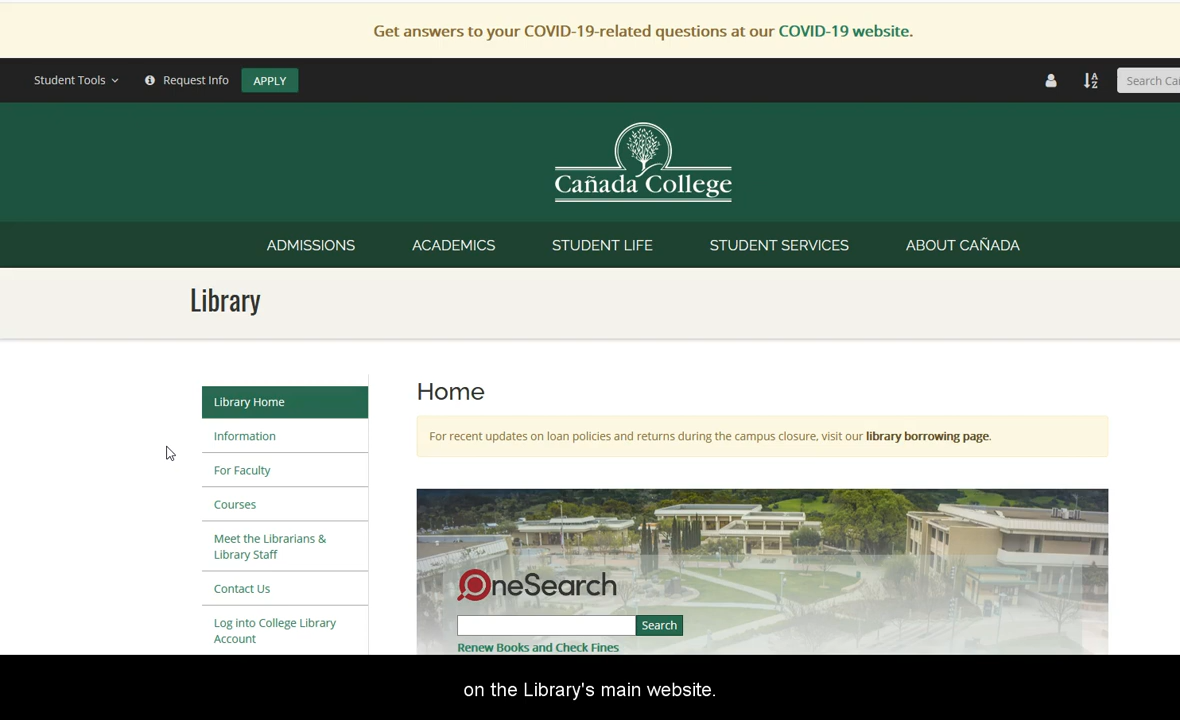 Get answers to your COVID-19-related questions at our COVID-19 website.
Student Tools
Request Info
APPLY
Search Ca
Cañada College
ADMISSIONS
ACADEMICS
STUDENT LIFE
STUDENT SERVICES
ABOUT CAÑADA
Library
Library Home
Information
For Faculty
Courses
Meet the Librarians &
Library Staff
Contact Us
Log into College Library
Account
Home
For recent updates on loan policies and returns during the campus closure, visit our library borrowing page.
OneSearch
Search
Renew Books and Check Fines
on the Library's main website.